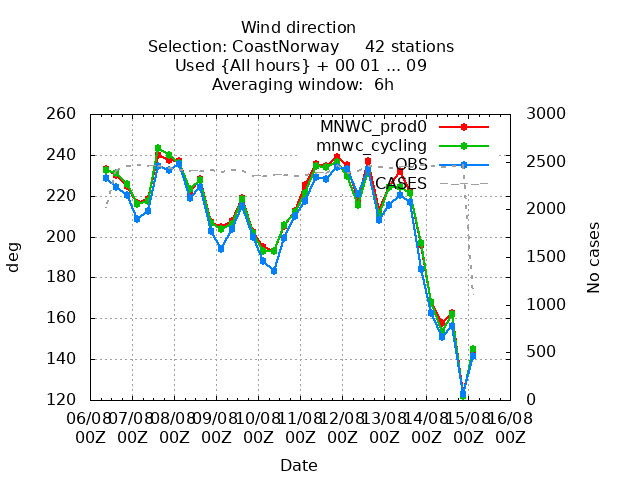 Wind direction
Selection: CoastNorway     42 stations
Used {All hours} + 00 01 ... 09
Averaging window:  6h
260
240
220
200
180
160
140
120
deg
3000
2500
2000
1500
1000
500
0
No cases
MNWC_prod0
mnwc_cycling
OBS
CASES
06/08 07/08 08/08 09/08 10/08 11/08 12/08 13/08 14/08 15/08 16/08
00Z 00Z 00Z 00Z 00Z 00Z 00Z 00Z 00Z 00Z 00Z
Date